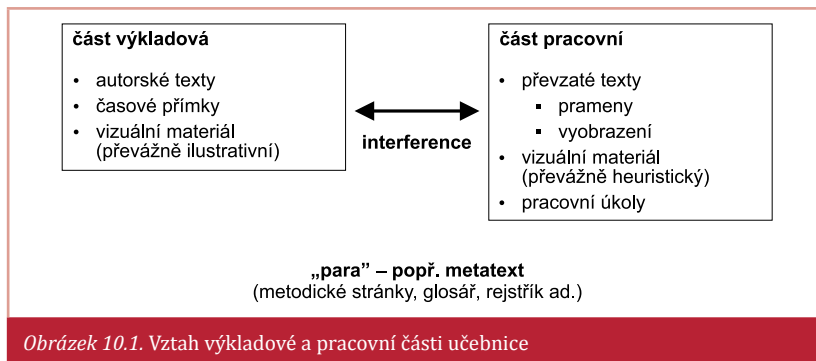 část výkladová
• autorské texty
• časové přímky
• vizuální materiál
(převážně ilustrativní)
interference
část pracovní
• převzaté texty
▪ prameny
▪ vyobrazení
• vizuální materiál
(převážně heuristický)
• pracovní úkoly
„para” – popř. metatext
(metodické stránky, glosář, rejstřík ad.)
Obrázek 10.1. Vztah výkladové a pracovní části učebnice